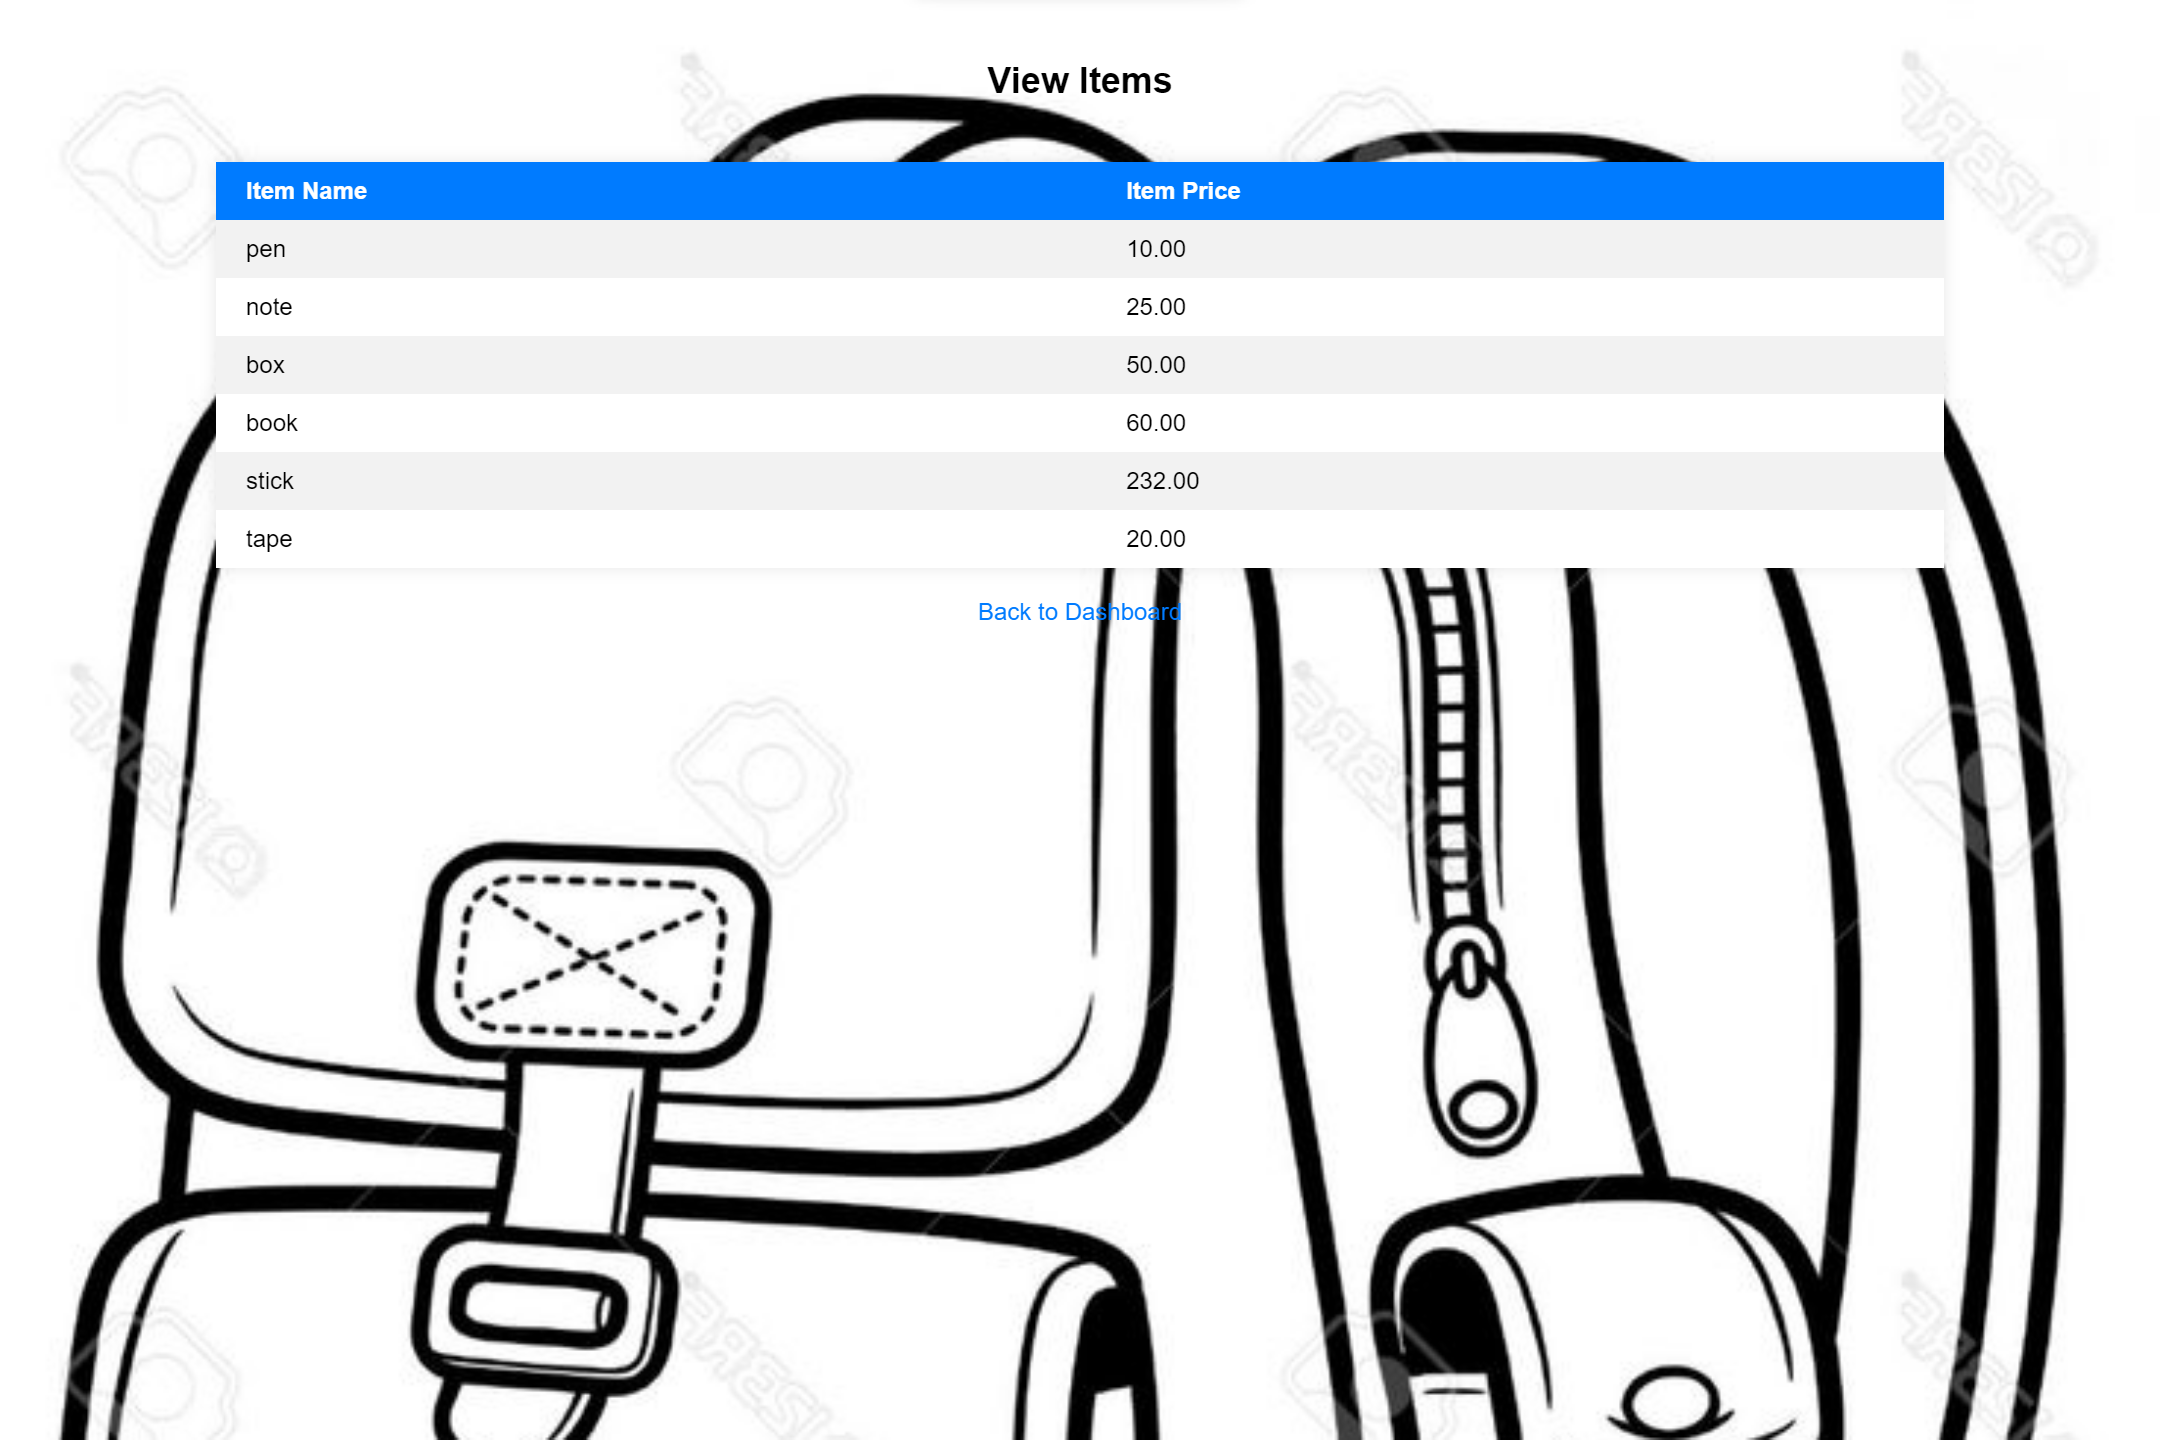 View Items
Item Name Item Price
pen 10.00
note 25.00
box 50.00
book 60.00
stick 232.00
tape 20.00
Back to Dashboard